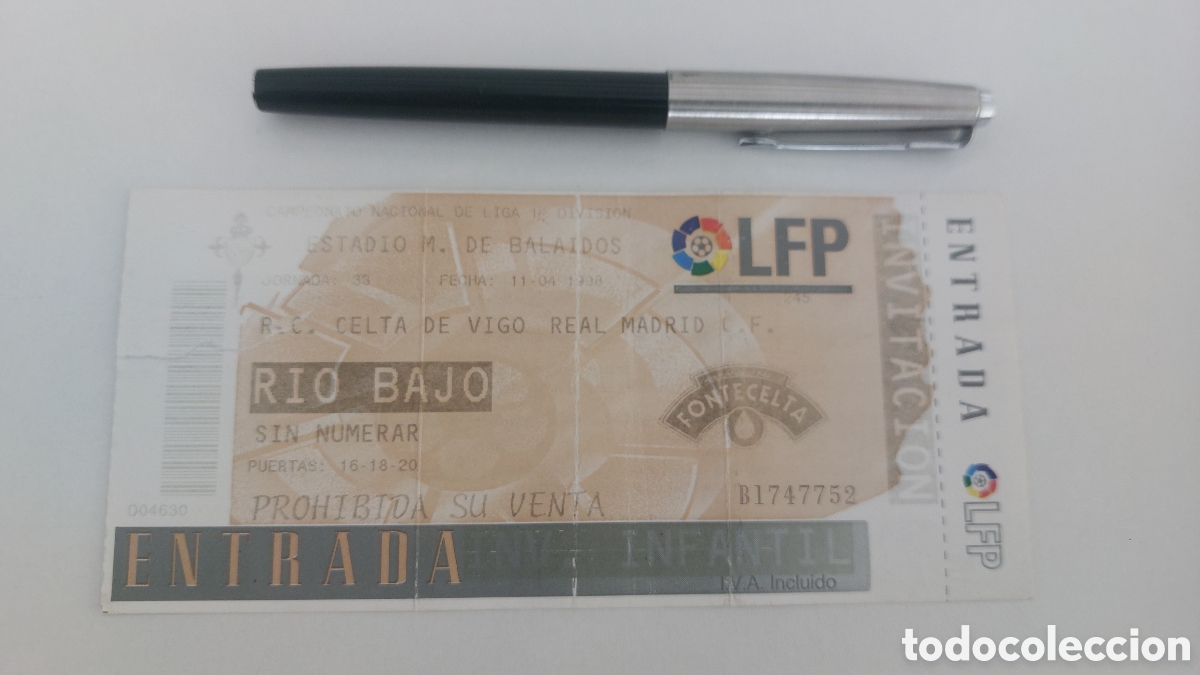 CAMPEONATO NACIONAL DE LIGA 1ª DIVISION
ESTADIO M. DE BALAIDOS
JORNADA: 33 FECHA: 11-04 1998
LFP
R.C. CELTA DE VIGO REAL MADRID C.F.
RIO BAJO
SIN NUMERAR
PUERTAS: 16-18-20
PROHIBIDA SU VENTA
FONTECELTA
B1747752
004630
ENTRADA
INFANTIL
I.V.A. Incluido
INVITACION
ENTRADA
LFP
todocoleccion